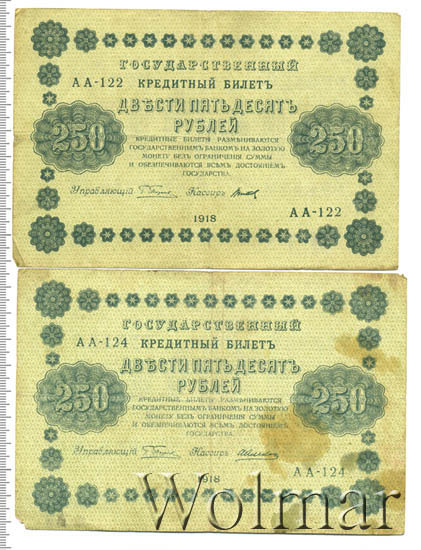 ГОСУДАРСТВЕННЫЙ
АА-122 КРЕДИТНЫЙ БИЛЕТЪ
ДВѢСТИ ПЯТЬДЕСЯТЪ
РУБЛЕЙ
250 250
КРЕДИТНЫЕ БИЛЕТЫ РАЗМѢНИВАЮТСЯ
ГОСУДАРСТВЕННЫМЪ БАНКОМЪ НА ЗОЛОТУЮ
МОНЕТУ БЕЗЪ ОГРАНИЧЕНІЯ СУММЫ
И ОБЕЗПЕЧИВАЮТСЯ ВСѢМЪ ДОСТОЯНІЕМЪ
ГОСУДАРСТВА.
Управляющій Кассиръ
1918 АА-122
ГОСУДАРСТВЕННЫЙ
АА-124 КРЕДИТНЫЙ БИЛЕТЪ
ДВѢСТИ ПЯТЬДЕСЯТЪ
РУБЛЕЙ
250 250
КРЕДИТНЫЕ БИЛЕТЫ РАЗМѢНИВАЮТСЯ
ГОСУДАРСТВЕННЫМЪ БАНКОМЪ НА ЗОЛОТУЮ
МОНЕТУ БЕЗЪ ОГРАНИЧЕНІЯ СУММЫ
И ОБЕЗПЕЧИВАЮТСЯ ВСѢМЪ ДОСТОЯНІЕМЪ
ГОСУДАРСТВА.
Управляющій Кассиръ
1918 АА-124
Wolmar